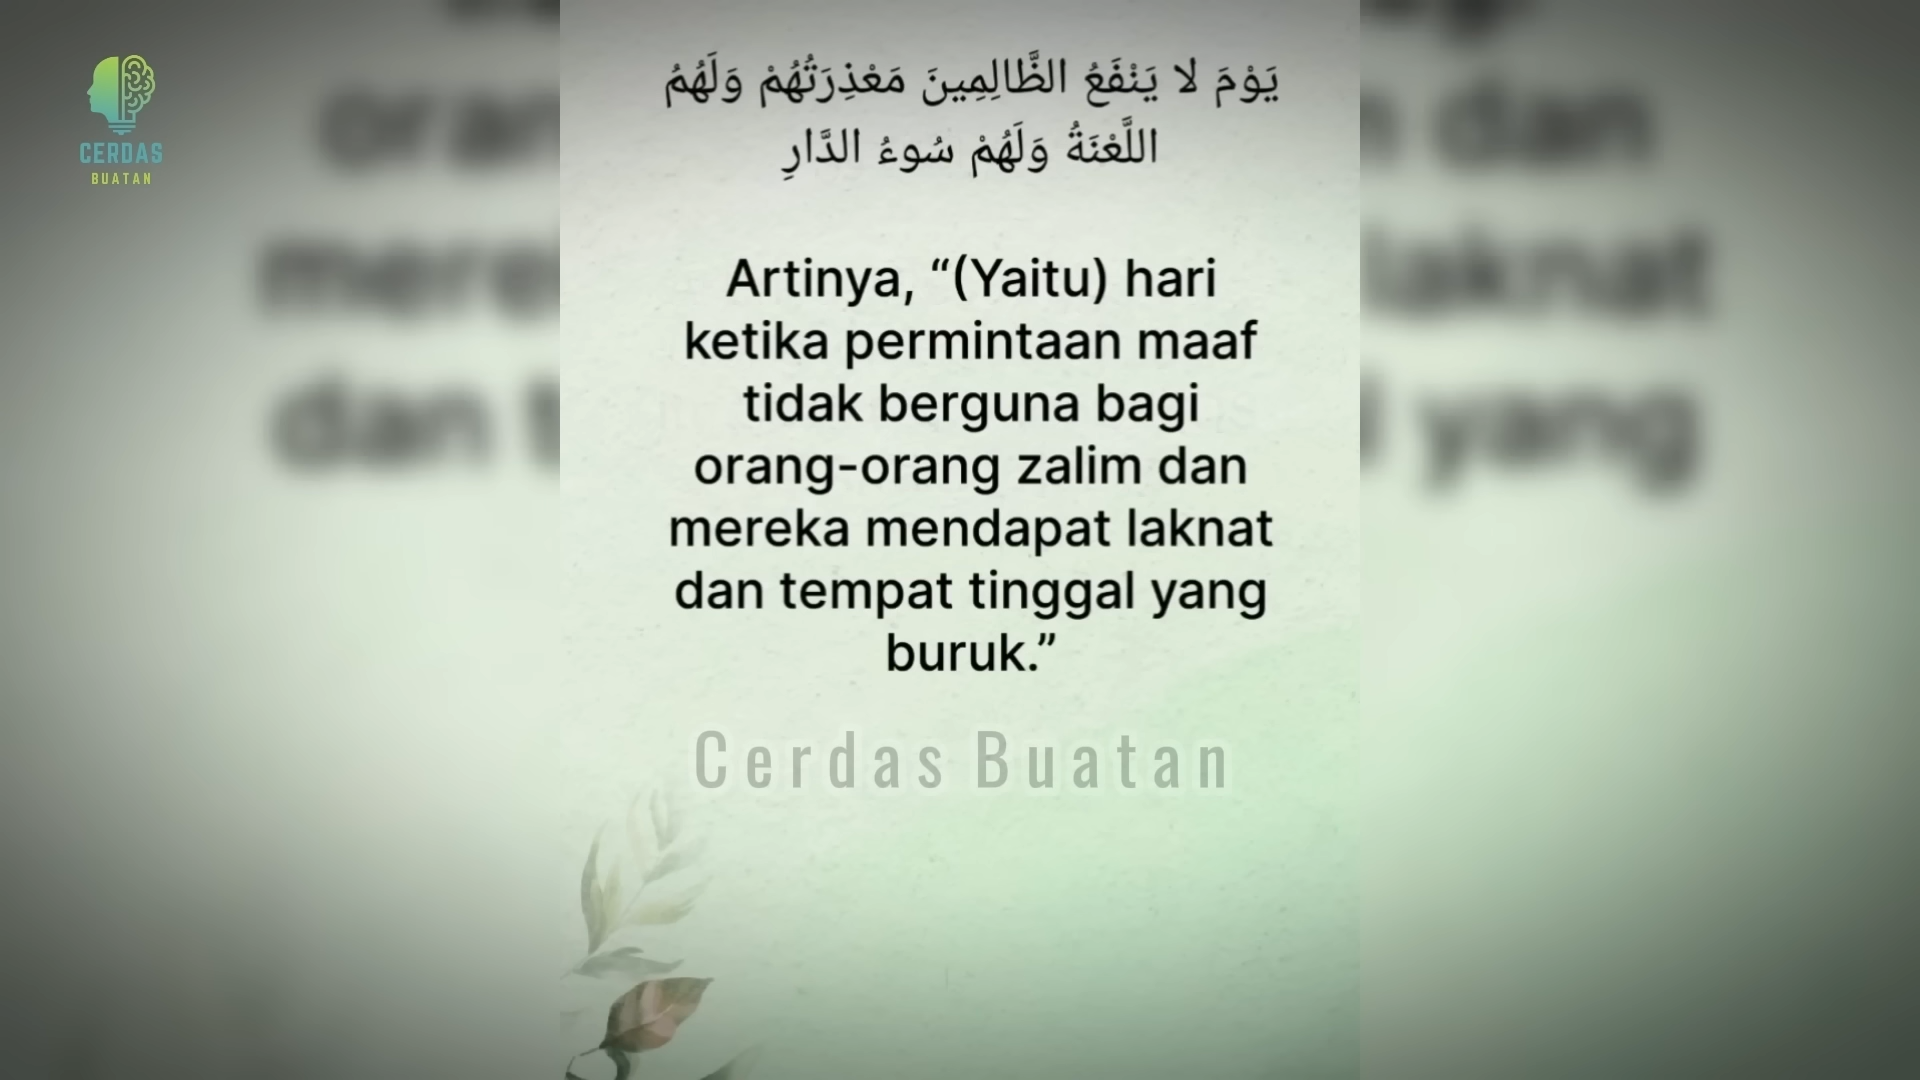 CERDAS
BUATAN
يَوْمَ لا يَنْفَعُ الظَّالِمِينَ مَعْذِرَتُهُمْ وَلَهُمُ
اللَّعْنَةُ وَلَهُمْ سُوءُ الدَّارِ
Artinya, “(Yaitu) hari
ketika permintaan maaf
tidak berguna bagi
orang-orang zalim dan
mereka mendapat laknat
dan tempat tinggal yang
buruk.”
Cerdas Buatan